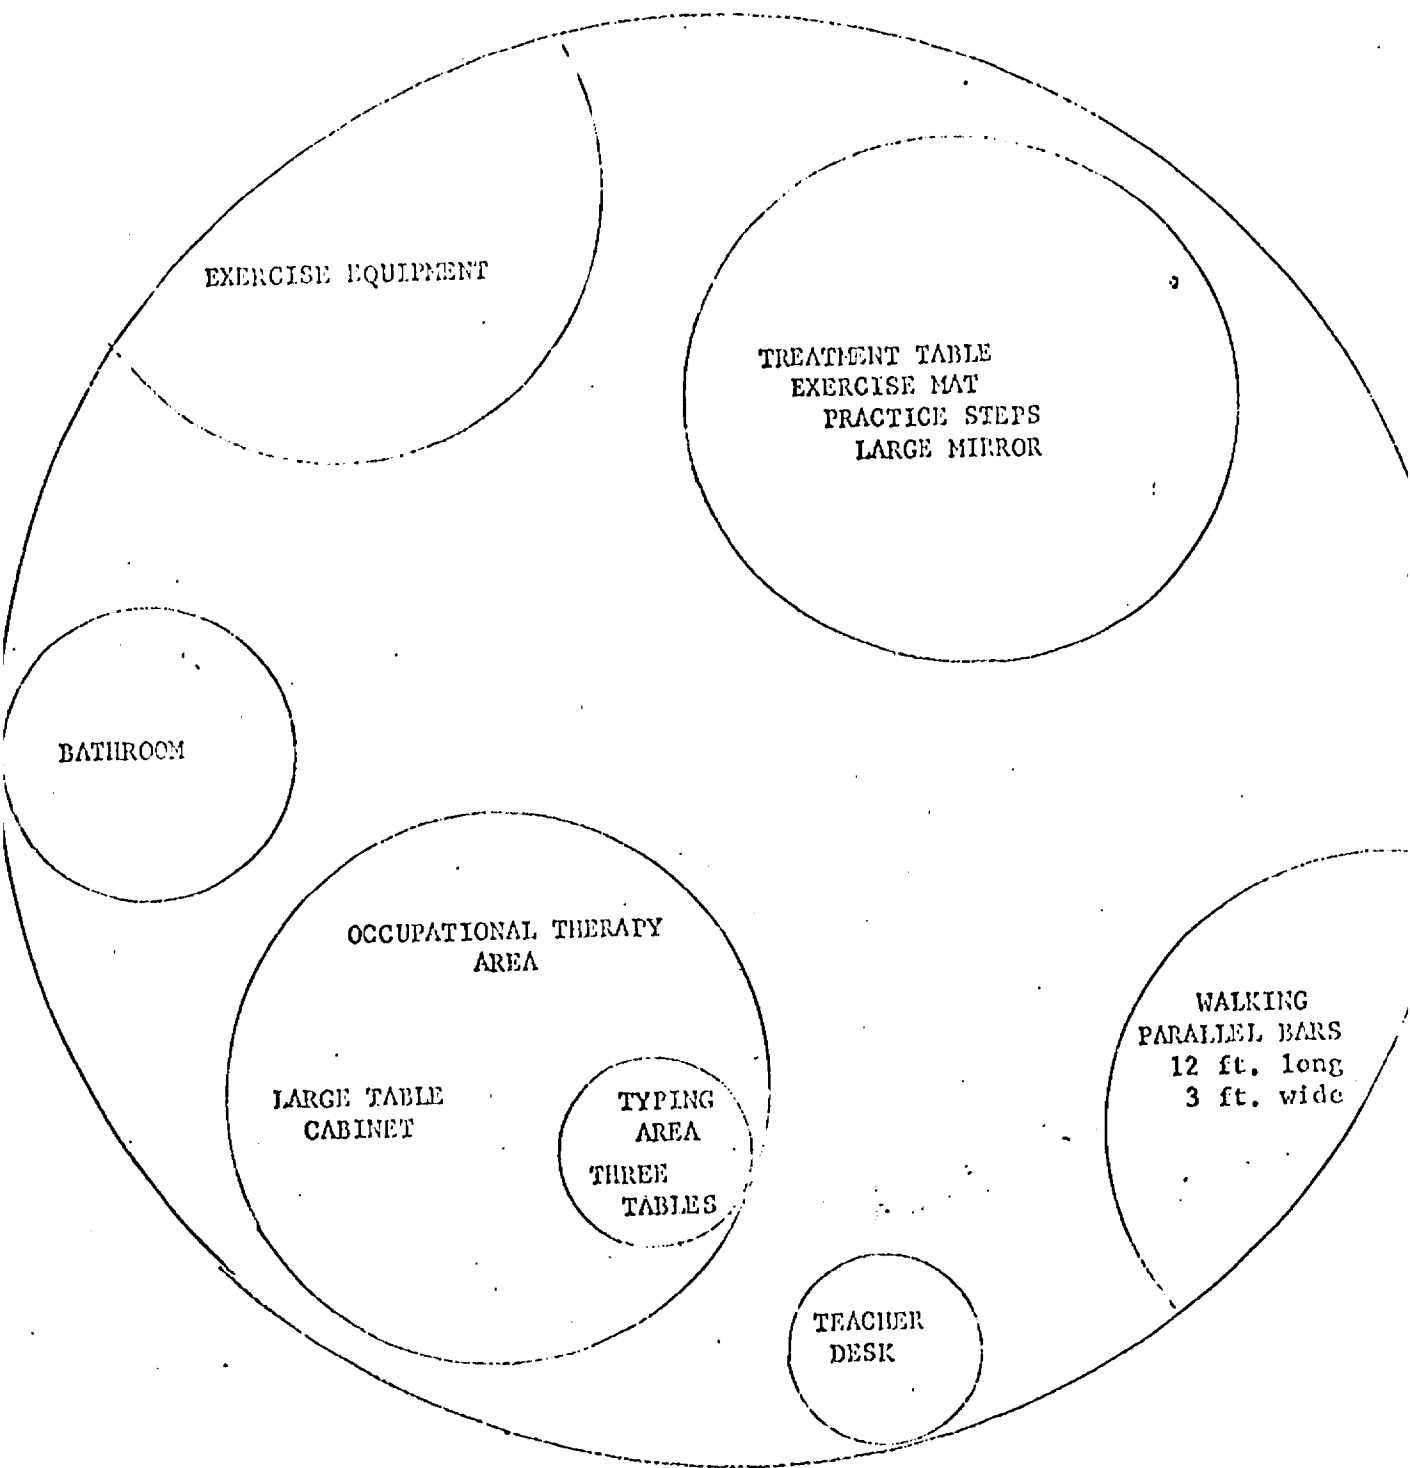 EXERCISE EQUIPMENT
TREATMENT TABLE
EXERCISE MAT
PRACTICE STEPS
LARGE MIRROR
BATHROOM
OCCUPATIONAL THERAPY
AREA
LARGE TABLE
CABINET
TYPING
AREA
THREE
TABLES
WALKING
PARALLEL BARS
12 ft. long
3 ft. wide
TEACHER
DESK